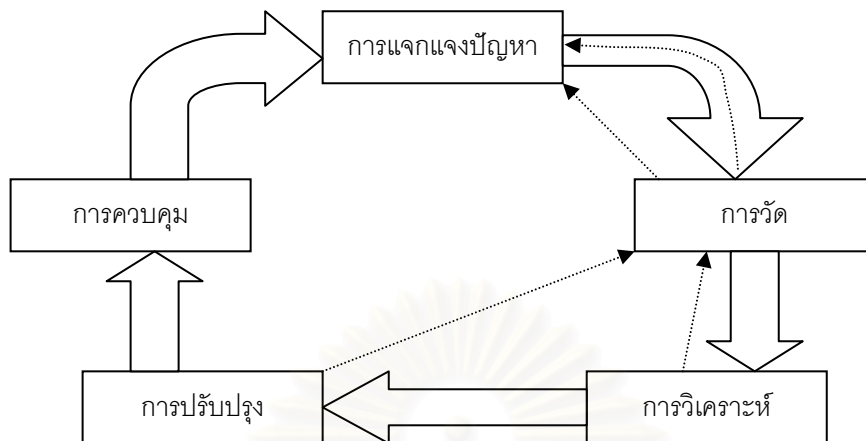 การแจกแจงปัญหา
การควบคุม
การวัด
การปรับปรุง
การวิเคราะห์